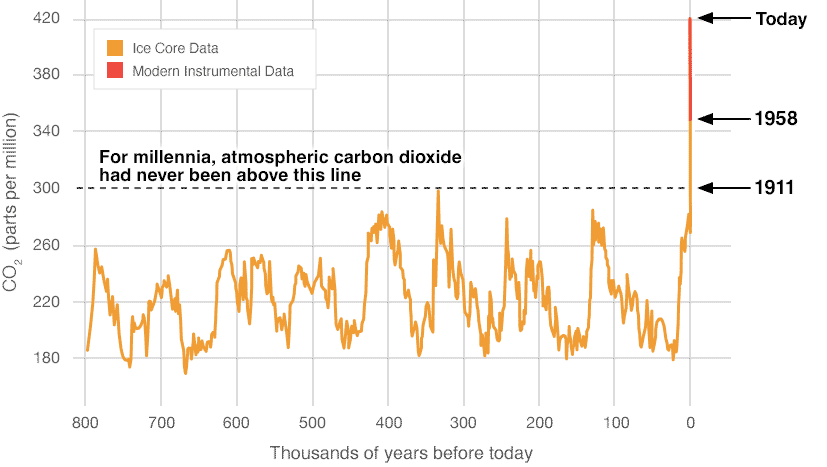 420
380
340
300
260
220
180
CO2 (parts per million)
Ice Core Data
Modern Instrumental Data
For millennia, atmospheric carbon dioxide
had never been above this line
Today
1958
1911
800 700 600 500 400 300 200 100 0
Thousands of years before today